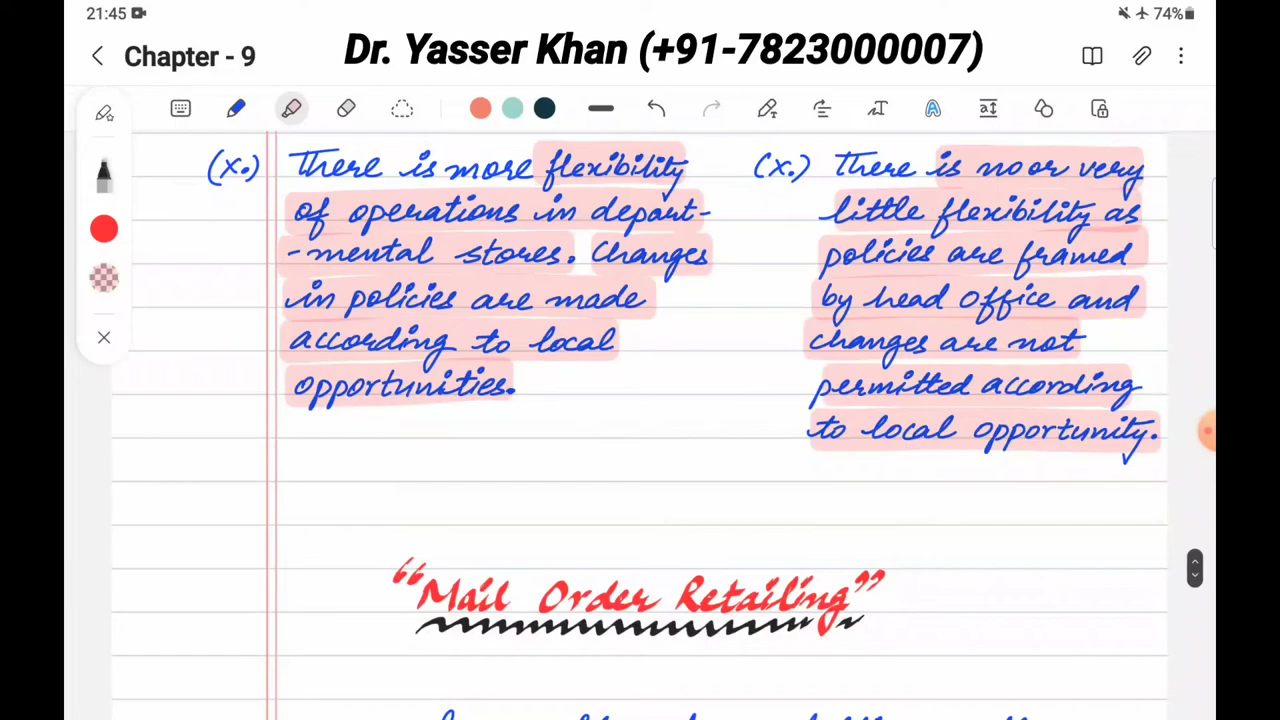 21:45
74%
Chapter - 9
Dr. Yasser Khan (+91-7823000007)
(x.) There is more flexibility
of operations in depart-
-mental stores. Changes
in policies are made
according to local
opportunities.
(x.) There is no or very
little flexibility as
policies are framed
by head office and
changes are not
permitted according
to local opportunity.
"Mail Order Retailing"